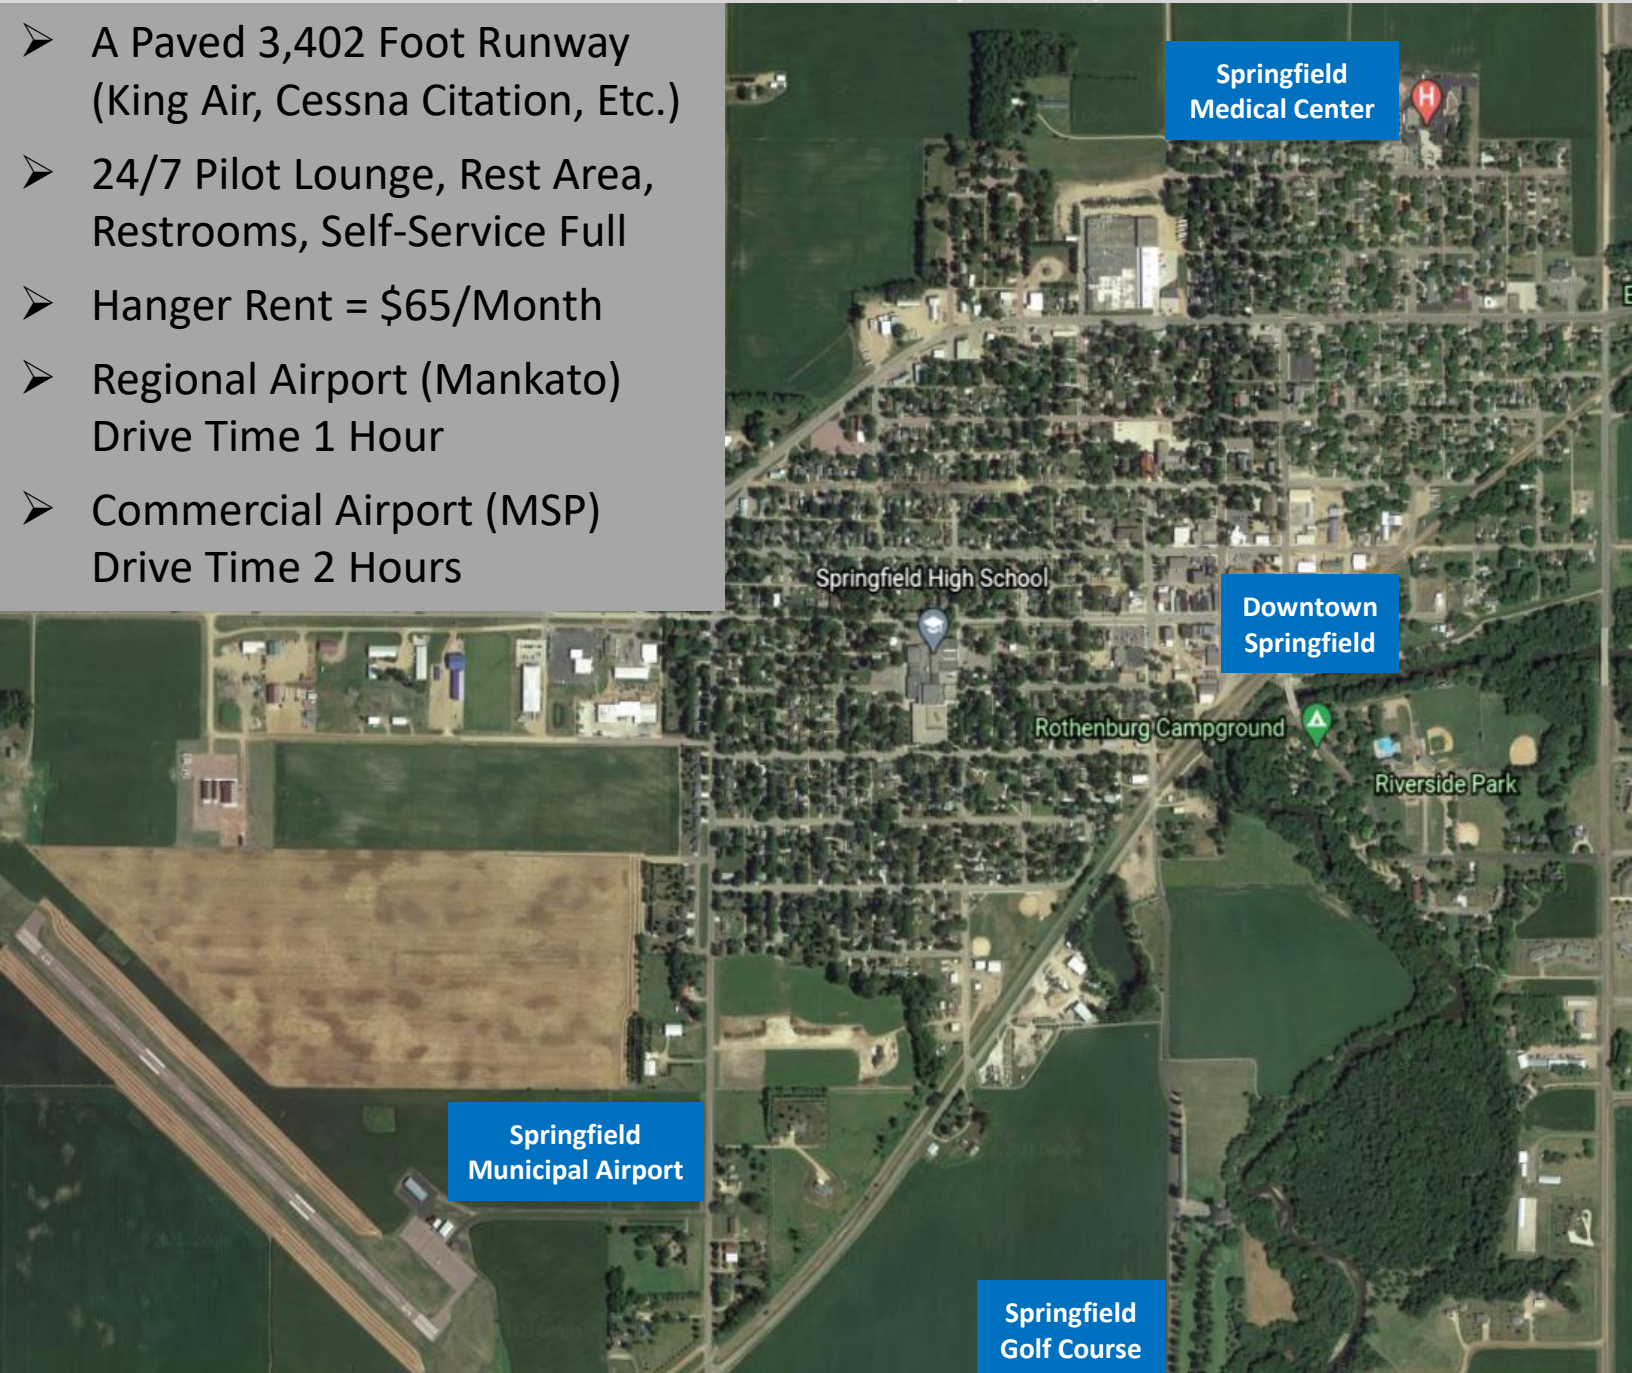 ➢ A Paved 3,402 Foot Runway
(King Air, Cessna Citation, Etc.)
➢ 24/7 Pilot Lounge, Rest Area,
Restrooms, Self-Service Full
➢ Hanger Rent = $65/Month
➢ Regional Airport (Mankato)
Drive Time 1 Hour
➢ Commercial Airport (MSP)
Drive Time 2 Hours
Springfield
Medical Center
H
Springfield High School
Downtown
Springfield
Rothenburg Campground
Riverside Park
Springfield
Municipal Airport
Springfield
Golf Course